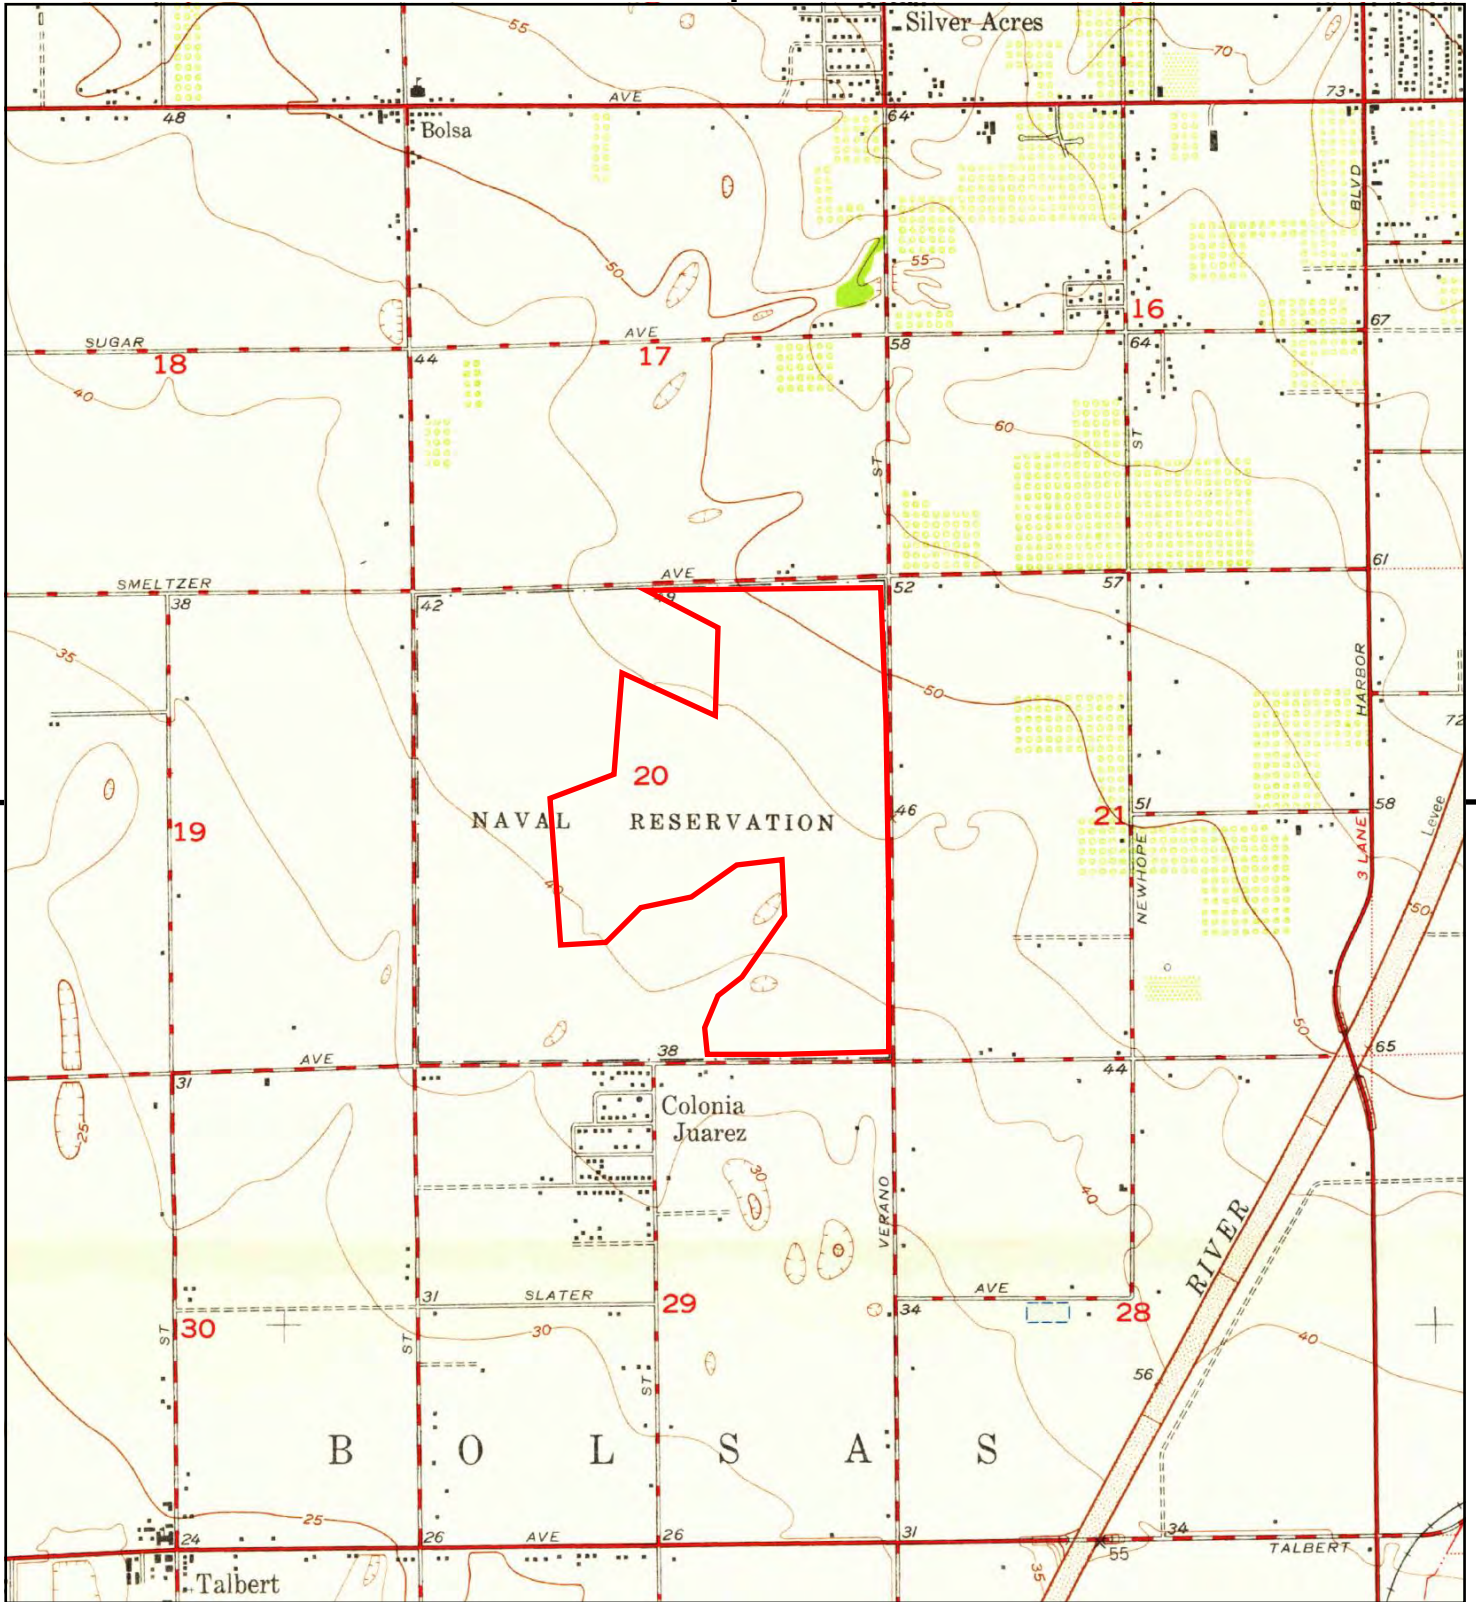 55
Silver Acres
70
AVE
73
48
Bolsa
64
BLVD
50
55
16
67
SUGAR
AVE
18
44
17
58
64
40
60
ST
ST
61
SMELTZER
AVE
38
42
49
52
57
35
50
HARBOR
72
20
51
58
46
NAVAL RESERVATION
19
21
3 LANE
Levee
NEWHOPE
40
50
50
AVE
38
65
31
44
Colonia
Juarez
25
30
40
VERANO
RIVER
31
SLATER
29
AVE
34
28
30
30
40
ST
ST
ST
56
B O L S A S
25
24
26
AVE
26
31
34
TALBERT
55
35
Talbert